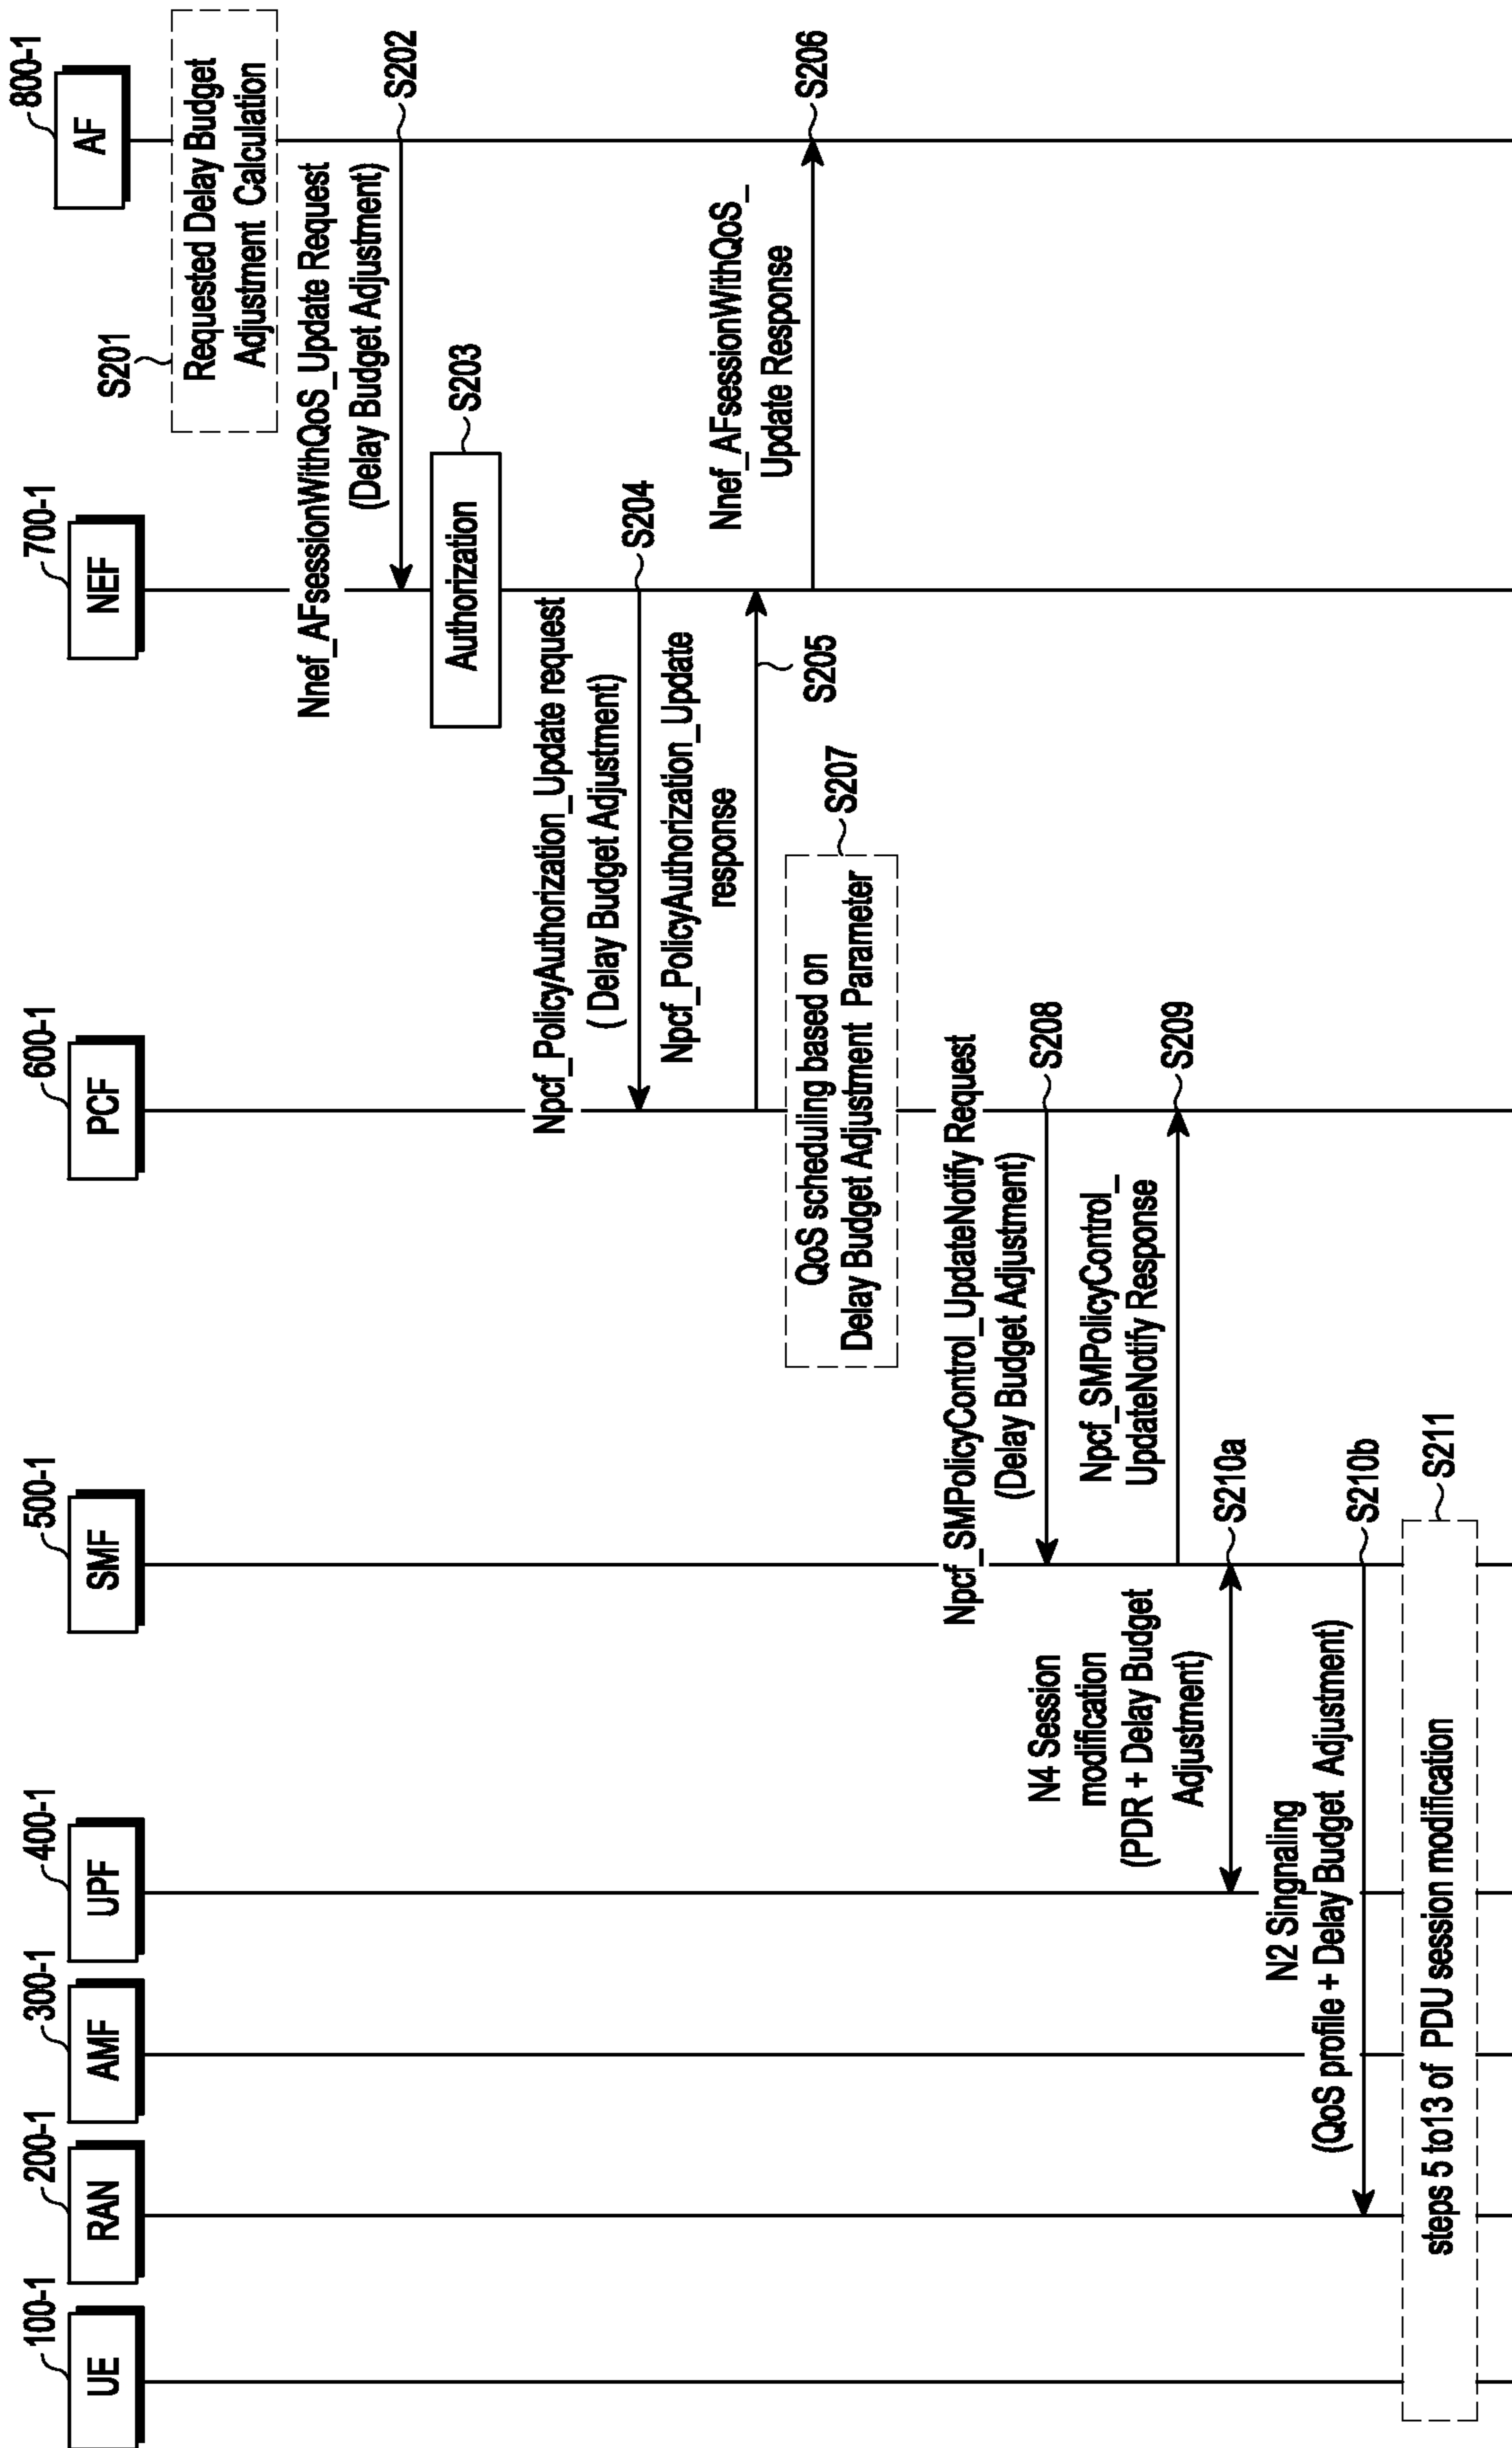 100-1
UE
200-1
RAN
300-1
AMF
400-1
UPF
500-1
SMF
600-1
PCF
700-1
NEF
800-1
AF
S201
Requested Delay Budget
Adjustment Calculation
Nnef_AFsessionWithQoS_Update Request
(Delay Budget Adjustment)
S202
Authorization
S203
Npcf_PolicyAuthorization_Update request
( Delay Budget Adjustment)
S204
Npcf_PolicyAuthorization_Update
response
S205
Nnef_AFsessionWithQoS_
Update Response
S206
QoS scheduling based on
Delay Budget Adjustment Parameter
S207
Npcf_SMPolicyControl_UpdateNotify Request
(Delay Budget Adjustment)
S208
Npcf_SMPolicyControl_
UpdateNotify Response
S209
N4 Session
modification
(PDR + Delay Budget
Adjustment)
S210a
N2 Singnaling
(QoS profile + Delay Budget Adjustment)
S210b
steps 5 to13 of PDU session modification
S211